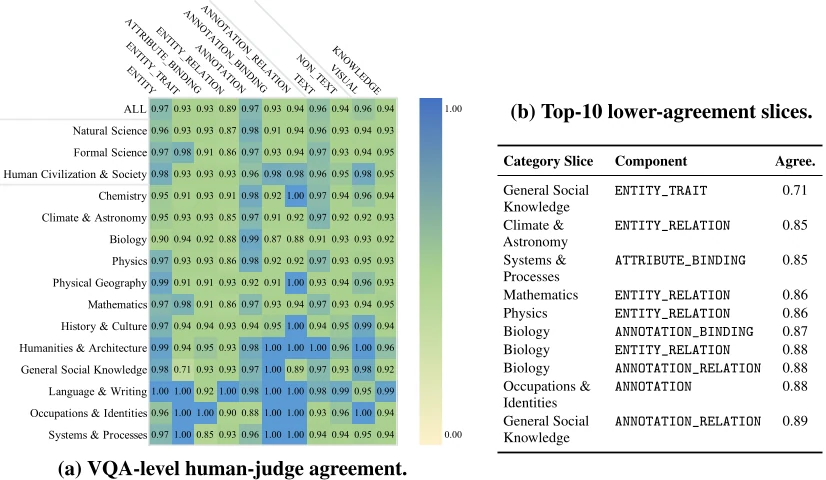 ENTITY
ENTITY_TRAIT
ATTRIBUTE_BINDING
ENTITY_RELATION
ANNOTATION
ANNOTATION_BINDING
ANNOTATION_RELATION
TEXT
NON_TEXT
VISUAL
KNOWLEDGE
ALL 0.97 0.93 0.93 0.89 0.97 0.93 0.94 0.96 0.94 0.96 0.94
Natural Science 0.96 0.93 0.93 0.87 0.98 0.91 0.94 0.96 0.93 0.94 0.93
Formal Science 0.97 0.98 0.91 0.86 0.97 0.93 0.94 0.97 0.93 0.94 0.95
Human Civilization & Society 0.98 0.93 0.93 0.93 0.96 0.98 0.98 0.96 0.95 0.98 0.95
Chemistry 0.95 0.91 0.93 0.91 0.98 0.92 1.00 0.97 0.94 0.96 0.94
Climate & Astronomy 0.95 0.93 0.93 0.85 0.97 0.91 0.92 0.97 0.92 0.92 0.93
Biology 0.90 0.94 0.92 0.88 0.99 0.87 0.88 0.91 0.93 0.93 0.92
Physics 0.97 0.93 0.93 0.86 0.98 0.92 0.92 0.97 0.93 0.94 0.95
Physical Geography 0.99 0.91 0.91 0.93 0.92 0.91 1.00 0.93 0.94 0.96 0.93
Mathematics 0.97 0.98 0.91 0.86 0.97 0.93 0.94 0.97 0.93 0.94 0.95
History & Culture 0.97 0.94 0.94 0.93 0.94 0.95 1.00 0.94 0.95 0.99 0.94
Humanities & Architecture 0.99 0.94 0.95 0.93 0.98 1.00 1.00 1.00 0.96 1.00 0.96
General Social Knowledge 0.98 0.71 0.93 0.93 0.97 1.00 0.89 0.97 0.93 0.98 0.92
Language & Writing 1.00 1.00 0.92 1.00 0.98 1.00 1.00 0.98 0.99 0.95 0.99
Occupations & Identities 0.96 1.00 1.00 0.90 0.88 1.00 1.00 0.93 0.96 1.00 0.94
Systems & Processes 0.97 1.00 0.85 0.93 0.96 1.00 1.00 0.94 0.94 0.95 0.94
1.00
0.00
(a) VQA-level human-judge agreement.
(b) Top-10 lower-agreement slices.
Category Slice Component Agree.
General Social ENTITY_TRAIT 0.71
Knowledge
Climate & ENTITY_RELATION 0.85
Astronomy
Systems & ATTRIBUTE_BINDING 0.85
Processes
Mathematics ENTITY_RELATION 0.86
Physics ENTITY_RELATION 0.86
Biology ANNOTATION_BINDING 0.87
Biology ENTITY_RELATION 0.88
Biology ANNOTATION_RELATION 0.88
Occupations & ANNOTATION 0.88
Identities
General Social ANNOTATION_RELATION 0.89
Knowledge